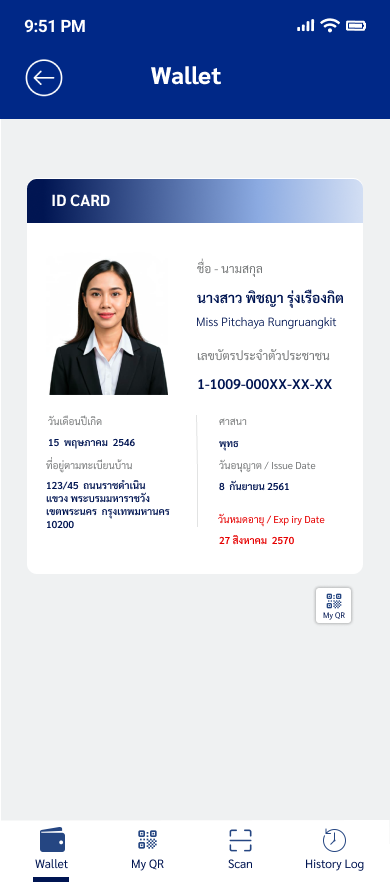 9:51 PM
Wallet
ID CARD
ชื่อ - นามสกุล
นางสาว พิชญา รุ่งเรืองกิต
Miss Pitchaya Rungruangkit
เลขบัตรประจำตัวประชาชน
1-1009-000XX-XX-XX
วันเดือนปีเกิด
15 พฤษภาคม 2546
ที่อยู่ตามทะเบียนบ้าน
123/45 ถนนราชดำเนิน
แขวง พระบรมมหาราชวัง
เขตพระนคร กรุงเทพมหานคร
10200
ศาสนา
พุทธ
วันอนุญาต / Issue Date
8 กันยายน 2561
วันหมดอายุ / Exp iry Date
27 สิงหาคม 2570
My QR
Wallet
My QR
Scan
History Log